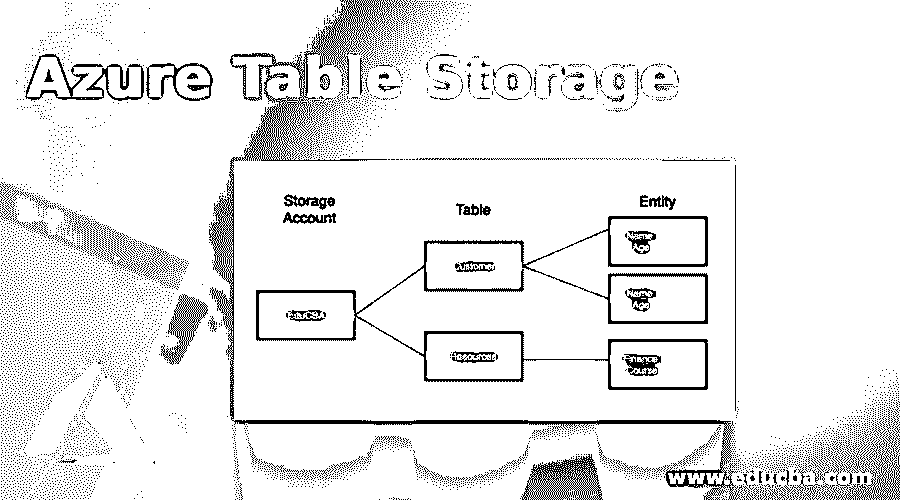 Azure Table Storage
Storage
Account
Table
Entity
EduCBA
Customer
Resources
Name
Age
Name
Age
Finance
Course
www.educba.com